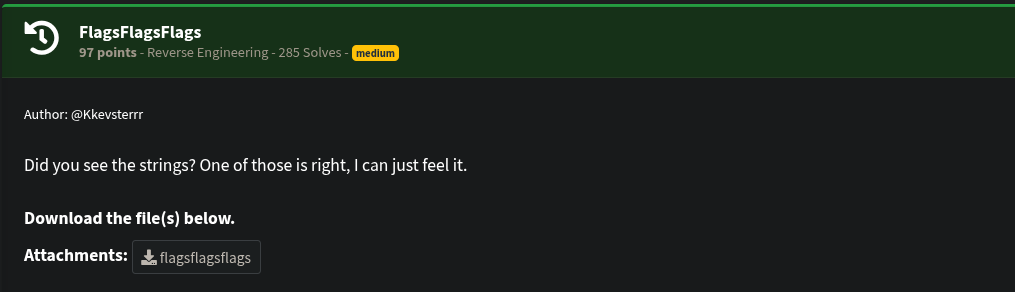 FlagsFlagsFlags
97 points - Reverse Engineering - 285 Solves - medium
Author: @Kkevsterrr
Did you see the strings? One of those is right, I can just feel it.
Download the file(s) below.
Attachments: flagsflagsflags